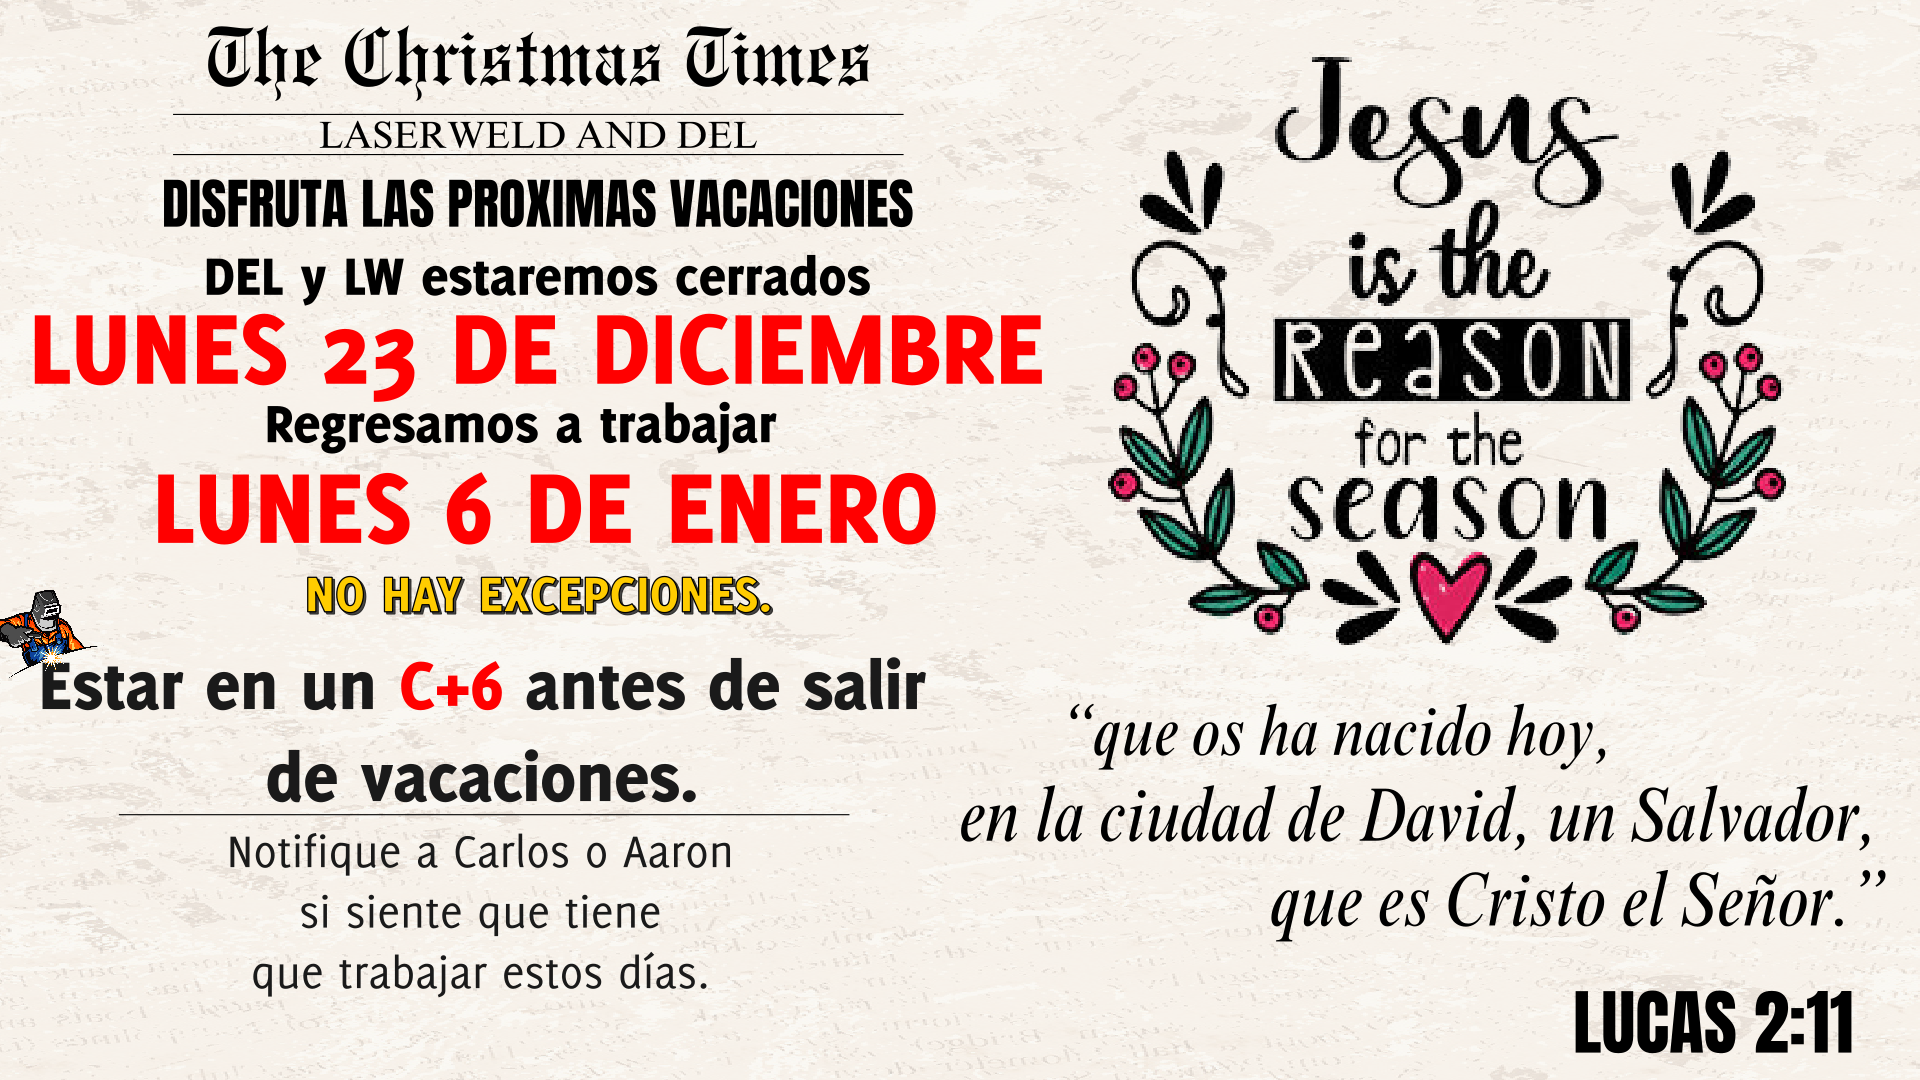 The Christmas Times
LASERWELD AND DEL
DISFRUTA LAS PROXIMAS VACACIONES
DEL y LW estaremos cerrados
LUNES 23 DE DICIEMBRE
Regresamos a trabajar
LUNES 6 DE ENERO
NO HAY EXCEPCIONES.
Estar en un C+6 antes de salir
de vacaciones.
Notifique a Carlos o Aaron
si siente que tiene
que trabajar estos días.
Jesus
is the
REASON
for the
season
“que os ha nacido hoy,
en la ciudad de David, un Salvador,
que es Cristo el Señor.”
LUCAS 2:11